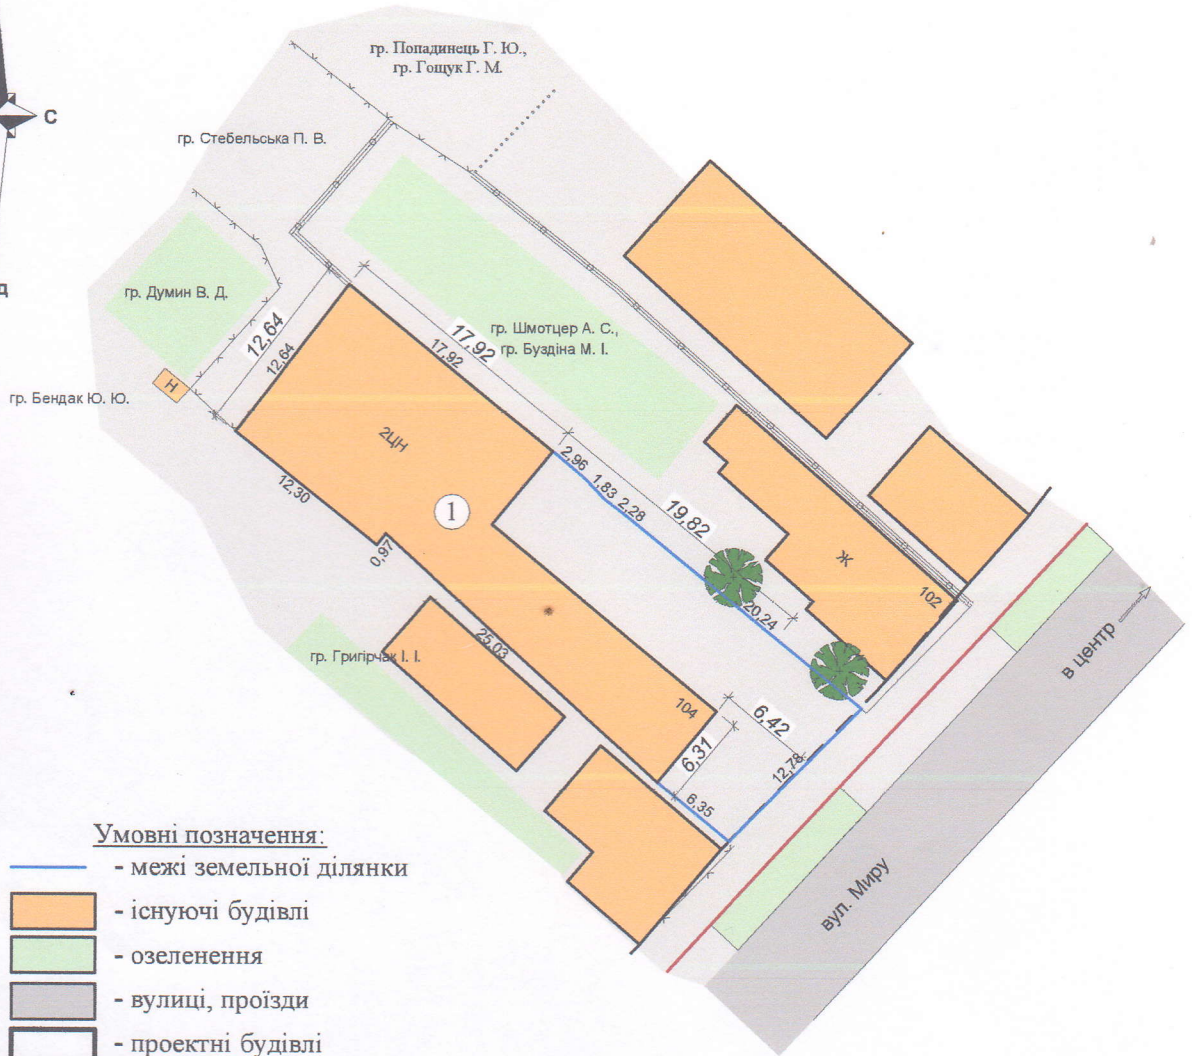 гр. Попадинець Г. Ю.,
гр. Гощук Г. М.
С
гр. Стебельська П. В.
гр. Думин В. Д.
12,64
12,64
17,92
17,92
гр. Шмотцер А. С.,
гр. Буздіна М. І.
Н
гр. Бендак Ю. Ю.
2ЦН
2,96
1,83
2,28
19,82
12,30
1
0,97
Ж
102
20,24
в центр
25,03
гр. Григірчак І. І.
104
6,42
6,31
12,78
6,35
вул. Миру
Умовні позначення:
- межі земельної ділянки
- існуючі будівлі
- озеленення
- вулиці, проїзди
- проектні будівлі